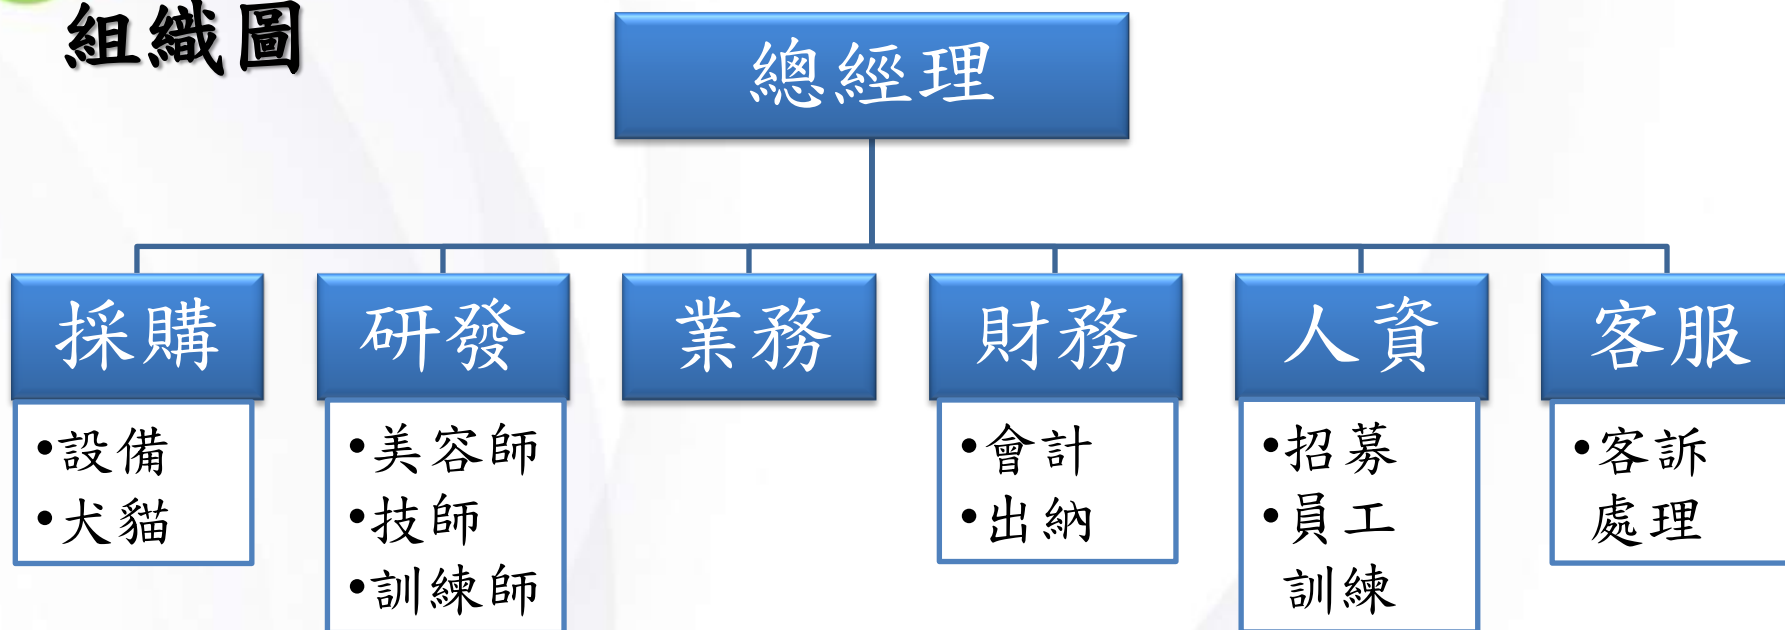 組織圖
總經理
採購
研發
業務
財務
人資
客服
•設備
•犬貓
•美容師
•技師
•訓練師
•會計
•出納
•招募
•員工
訓練
•客訴
處理